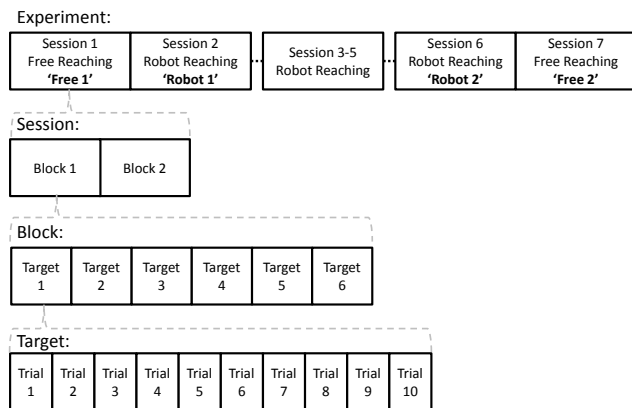 Experiment:
Session 1
Free Reaching
'Free 1'
Session 2
Robot Reaching
'Robot 1'
Session 3-5
Robot Reaching
Session 6
Robot Reaching
'Robot 2'
Session 7
Free Reaching
'Free 2'
Session:
Block 1
Block 2
Block:
Target
1
Target
2
Target
3
Target
4
Target
5
Target
6
Target:
Trial
1
Trial
2
Trial
3
Trial
4
Trial
5
Trial
6
Trial
7
Trial
8
Trial
9
Trial
10